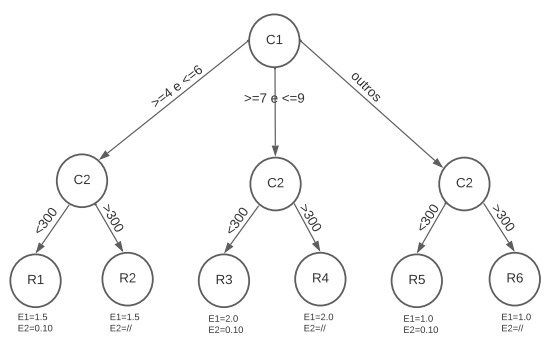 C1
>=4 e <=6
>=7 e <=9
outros
C2
C2
C2
<300
>300
<300
>300
<300
>300
R1
R2
R3
R4
R5
R6
E1=1.5
E2=0.10
E1=1.5
E2=//
E1=2.0
E2=0.10
E1=2.0
E2=//
E1=1.0
E2=0.10
E1=1.0
E2=//